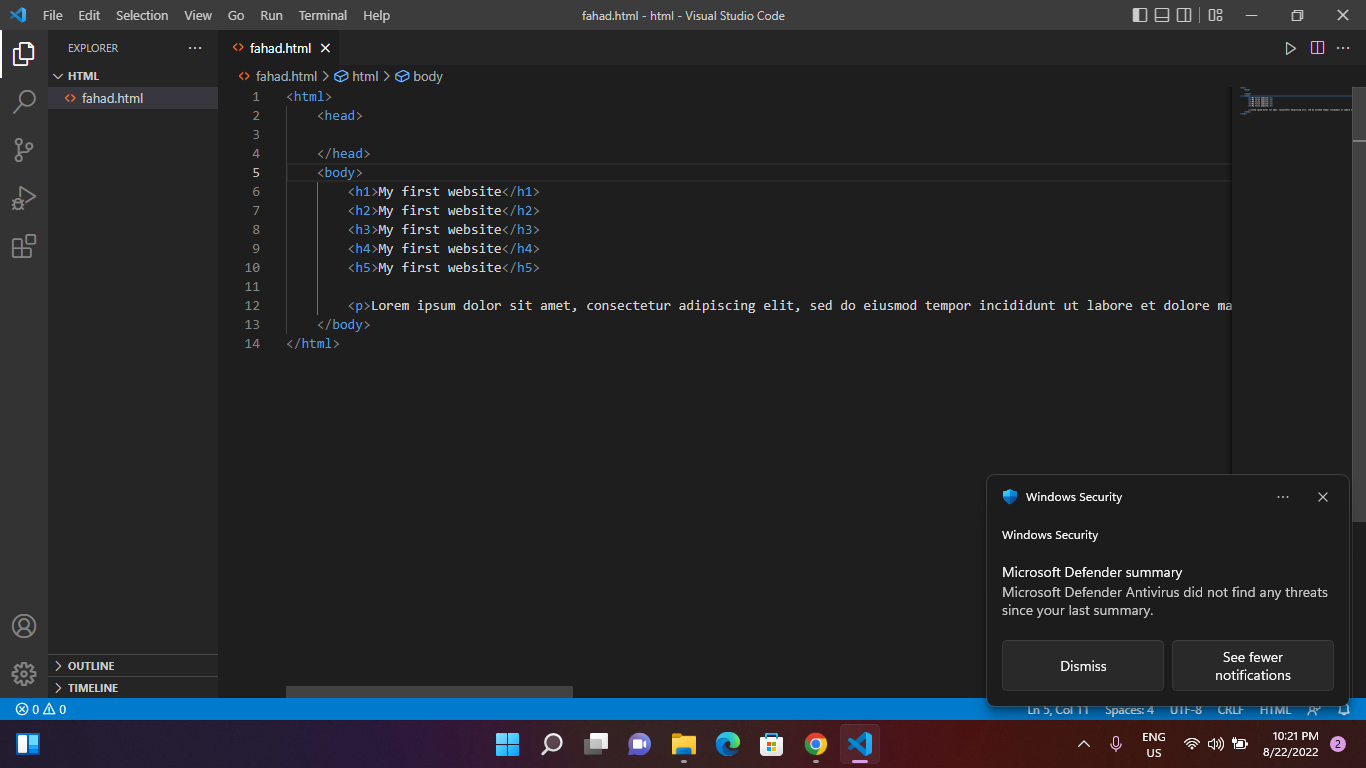 File Edit Selection View Go Run Terminal Help
fahad.html - html - Visual Studio Code
EXPLORER
HTML
fahad.html
OUTLINE
TIMELINE
fahad.html
fahad.html > html > body
1 <html>
2 <head>
3
4 </head>
5 <body>
6 <h1>My first website</h1>
7 <h2>My first website</h2>
8 <h3>My first website</h3>
9 <h4>My first website</h4>
10 <h5>My first website</h5>
11
12 <p>Lorem ipsum dolor sit amet, consectetur adipiscing elit, sed do eiusmod tempor incididunt ut labore et dolore ma
13 </body>
14 </html>
Windows Security
Windows Security
Microsoft Defender summary
Microsoft Defender Antivirus did not find any threats
since your last summary.
Dismiss
See fewer
notifications
0 0
Ln 5, Col 11 Spaces: 4 UTF-8 CRLF HTML
ENG
US
10:21 PM
8/22/2022
2